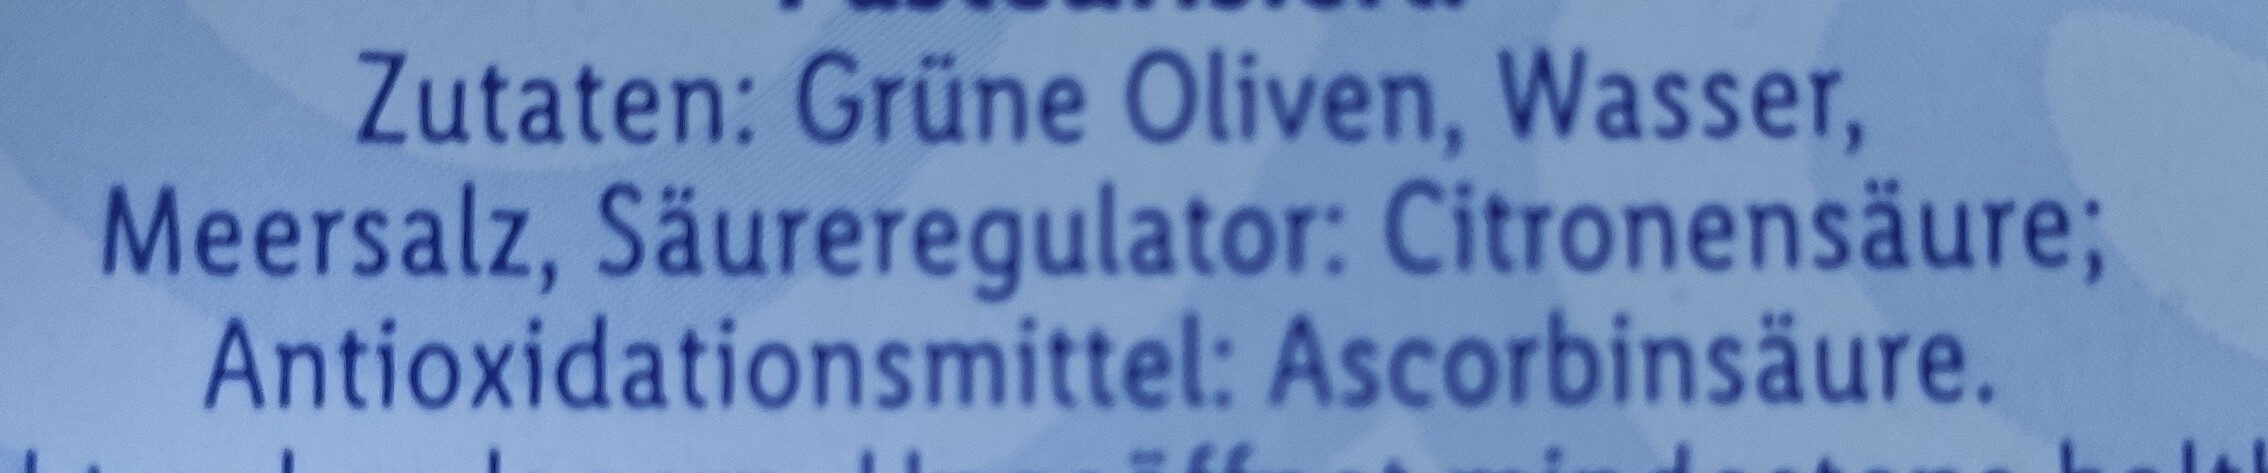 Zutaten: Grüne Oliven, Wasser,
Meersalz, Säureregulator: Citronensäure;
Antioxidationsmittel: Ascorbinsäure.